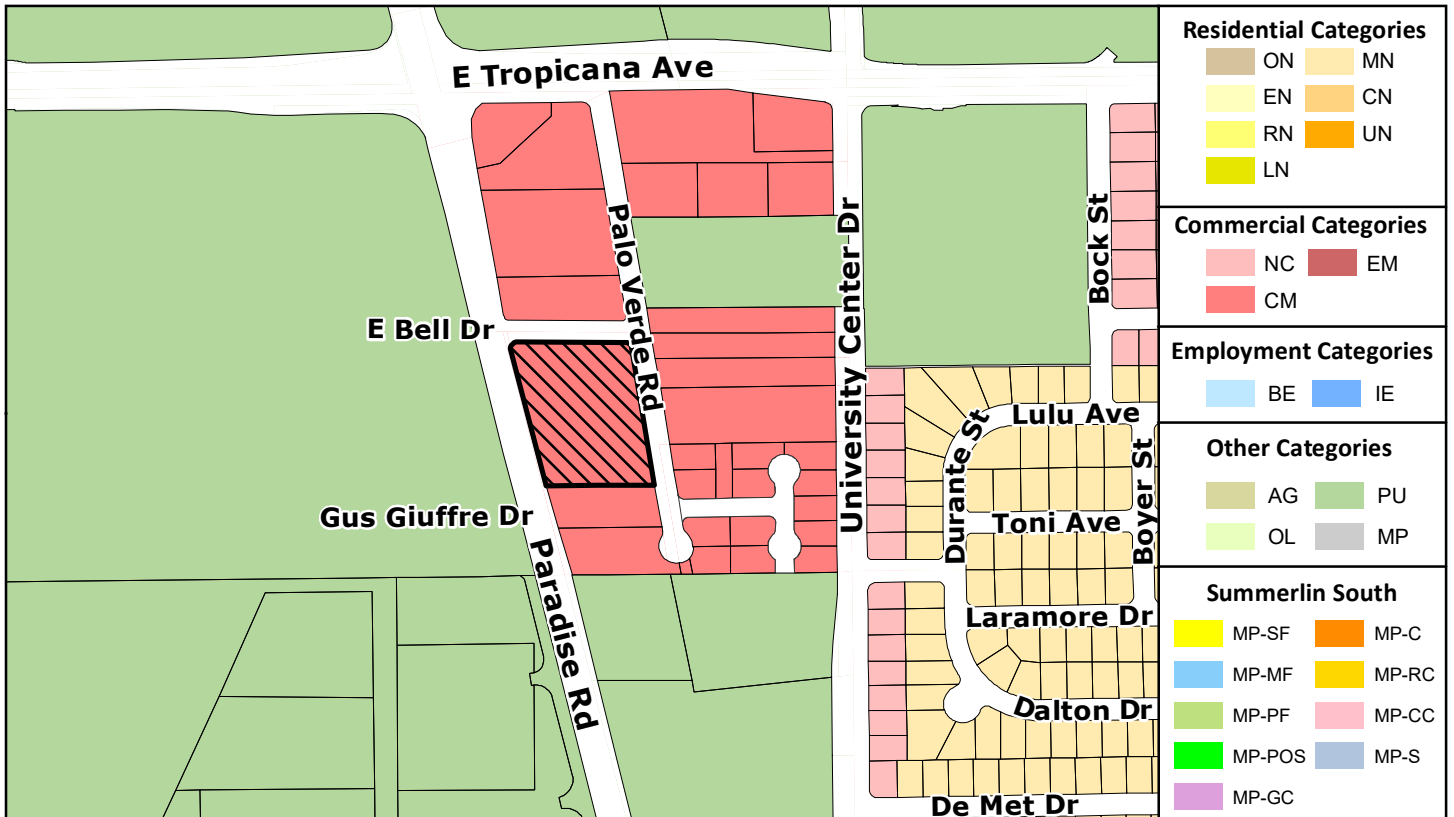 E Tropicana Ave
Palo Verde Rd
University Center Dr
Bock St
E Bell Dr
Lulu Ave
Durante St
Boyer St
Gus Giuffre Dr
Toni Ave
Paradise Rd
Laramore Dr
Dalton Dr
De Met Dr
Residential Categories
ON MN
EN CN
RN UN
LN
Commercial Categories
NC EM
CM
Employment Categories
BE IE
Other Categories
AG PU
OL MP
Summerlin South
MP-SF MP-C
MP-MF MP-RC
MP-PF MP-CC
MP-POS MP-S
MP-GC